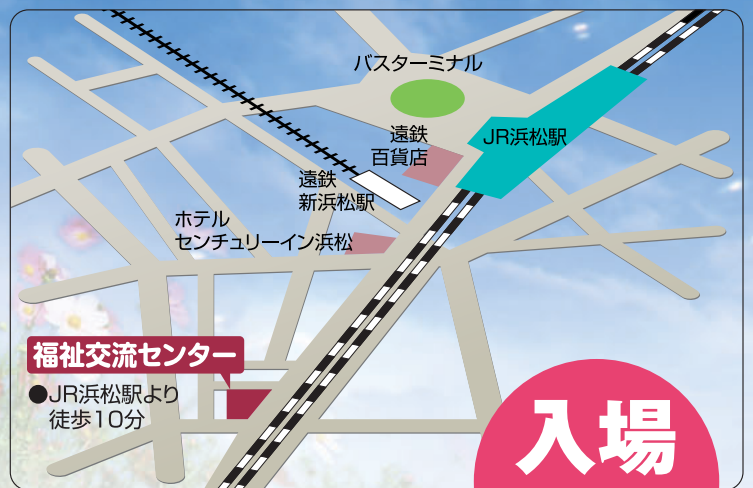 バスターミナル
JR浜松駅
遠鉄
百貨店
遠鉄
新浜松駅
ホテル
センチュリーイン浜松
福祉交流センター
●JR浜松駅より
徒歩10分
入場